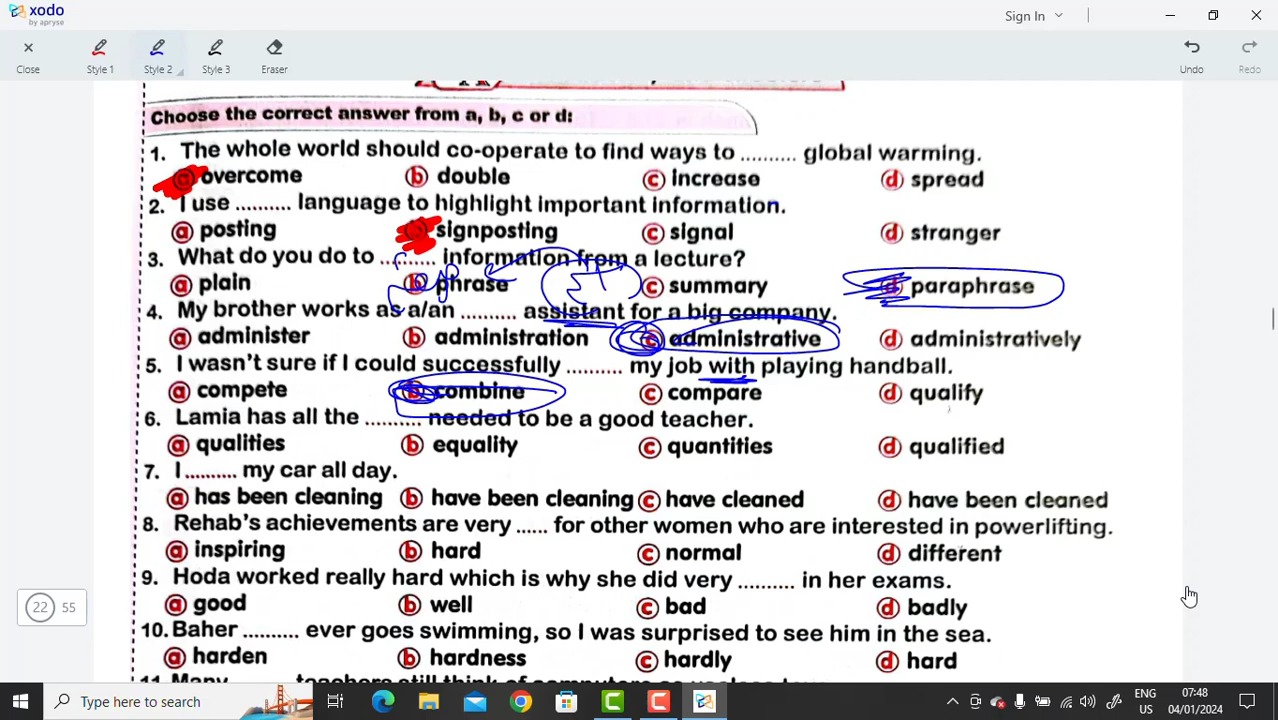 xodo
by apryse
Sign In
Close
Style 1
Style 2
Style 3
Eraser
Undo
Redo
Choose the correct answer from a, b, c or d:
1. The whole world should co-operate to find ways to .......... global warming.
a overcome b double c increase d spread
2. I use .......... language to highlight important information.
a posting b signposting c signal d stranger
3. What do you do to .......... information from a lecture?
a plain b phrase c summary d paraphrase
4. My brother works as a/an .......... assistant for a big company.
a administer b administration c administrative d administratively
5. I wasn't sure if I could successfully .......... my job with playing handball.
a compete b combine c compare d qualify
6. Lamia has all the .......... needed to be a good teacher.
a qualities b equality c quantities d qualified
7. I .......... my car all day.
a has been cleaning b have been cleaning c have cleaned d have been cleaned
8. Rehab's achievements are very ...... for other women who are interested in powerlifting.
a inspiring b hard c normal d different
9. Hoda worked really hard which is why she did very .......... in her exams.
a good b well c bad d badly
10. Baher .......... ever goes swimming, so I was surprised to see him in the sea.
a harden b hardness c hardly d hard
22 55
Type here to search
ENG
US
07:48
04/01/2024